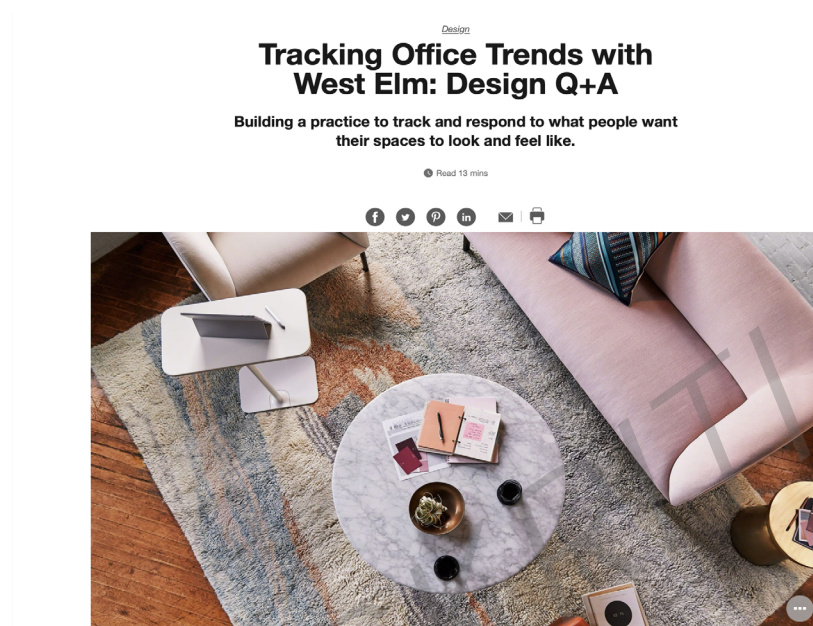 Design
Tracking Office Trends with
West Elm: Design Q+A
Building a practice to track and respond to what people want
their spaces to look and feel like.
Read 13 mins